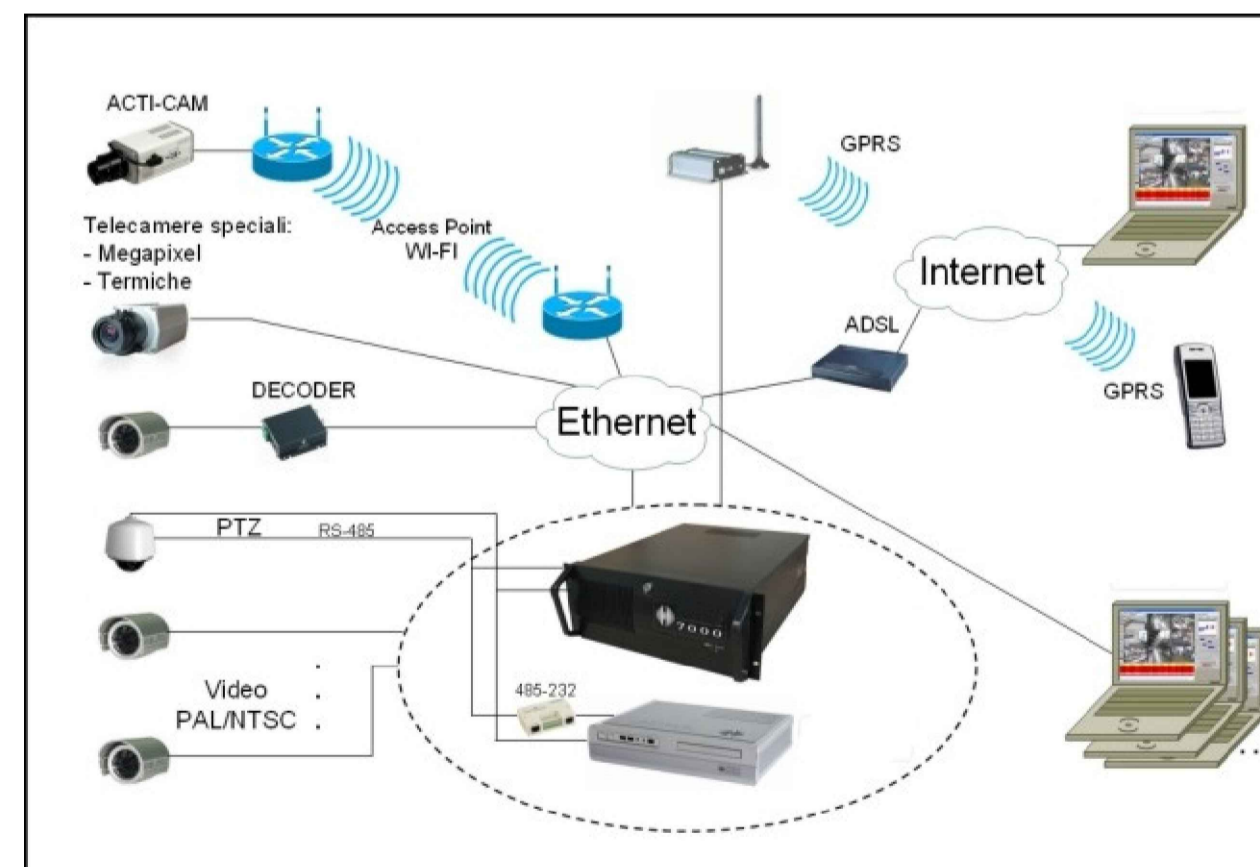 ACTI-CAM
GPRS
Telecamere speciali:
- Megapixel
- Termiche
Access Point
WI-FI
Internet
ADSL
GPRS
DECODER
Ethernet
PTZ
RS-485
7000
485-232
Video
PAL/NTSC